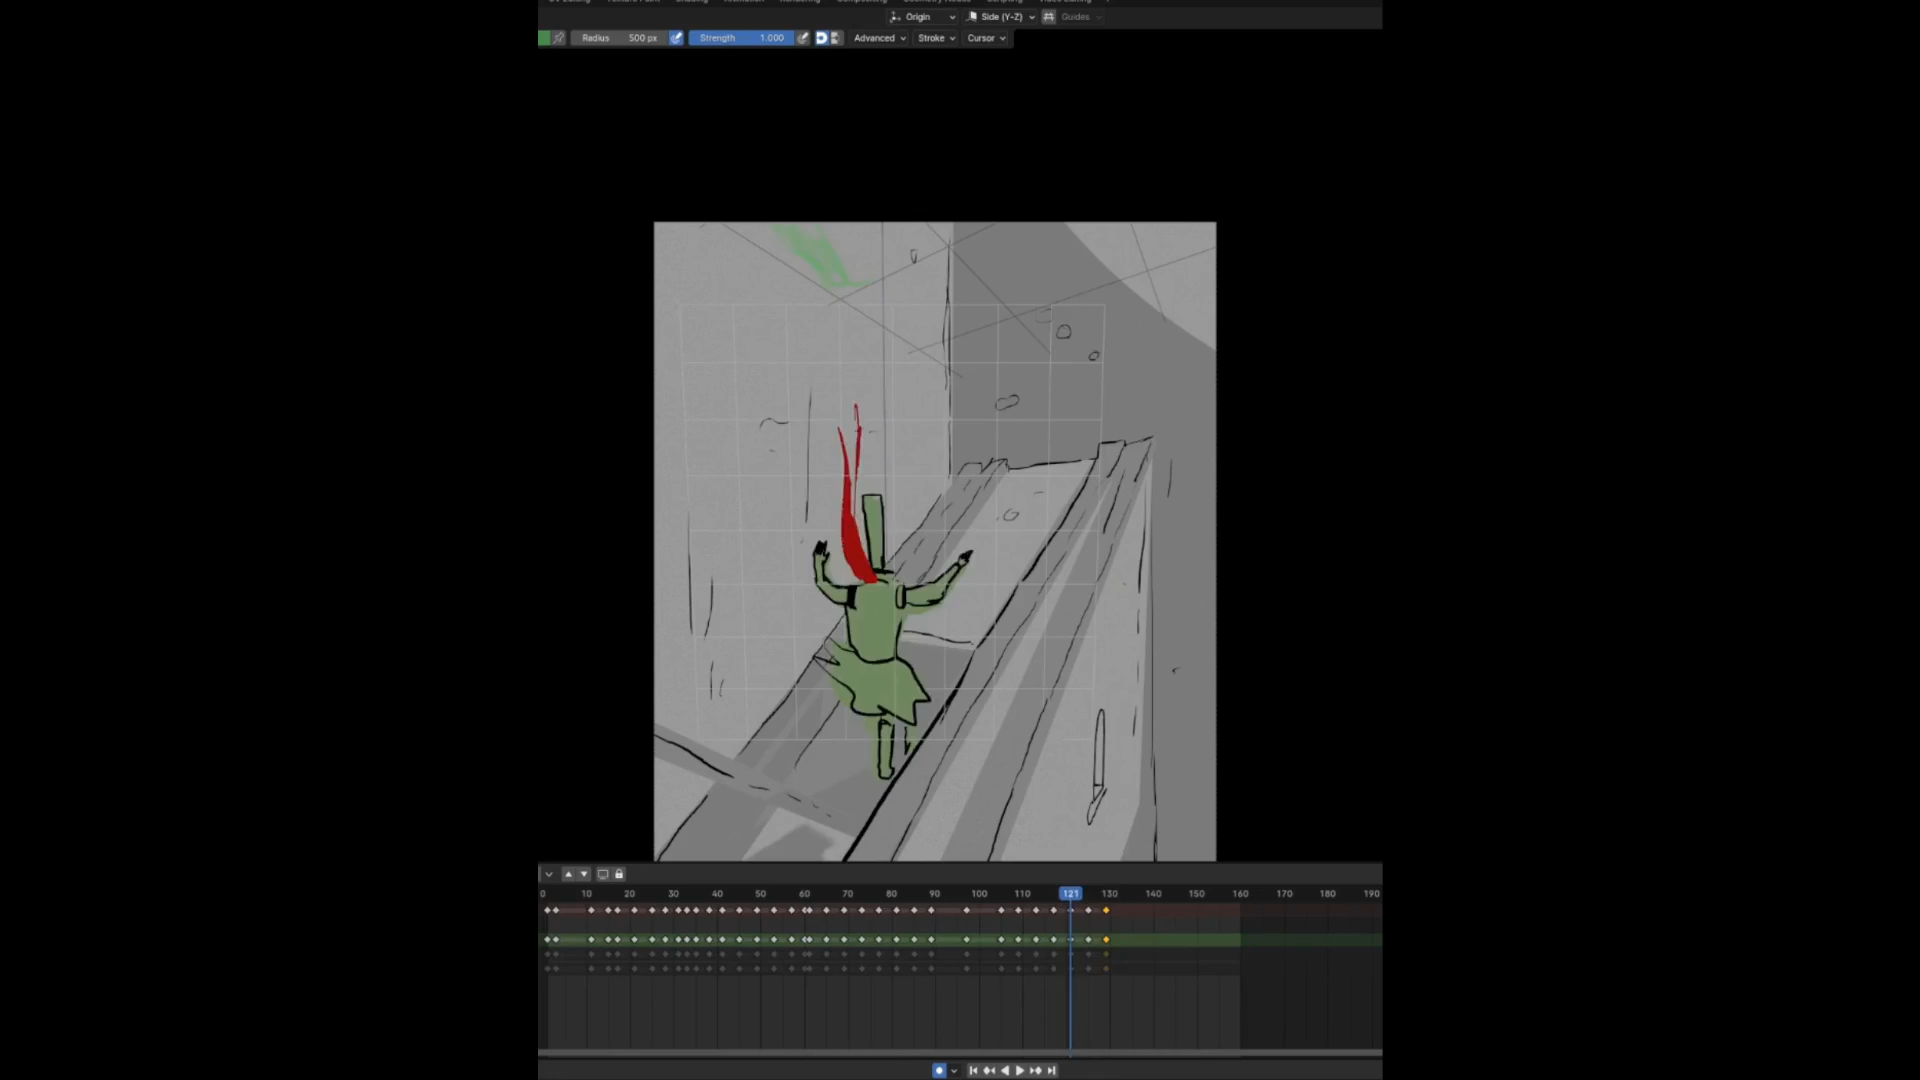 Origin Side (Y-Z) Guides
Radius 500 px Strength 1.000 Advanced Stroke Cursor
0 10 20 30 40 50 60 70 80 90 100 110 121 130 140 150 160 170 180 190